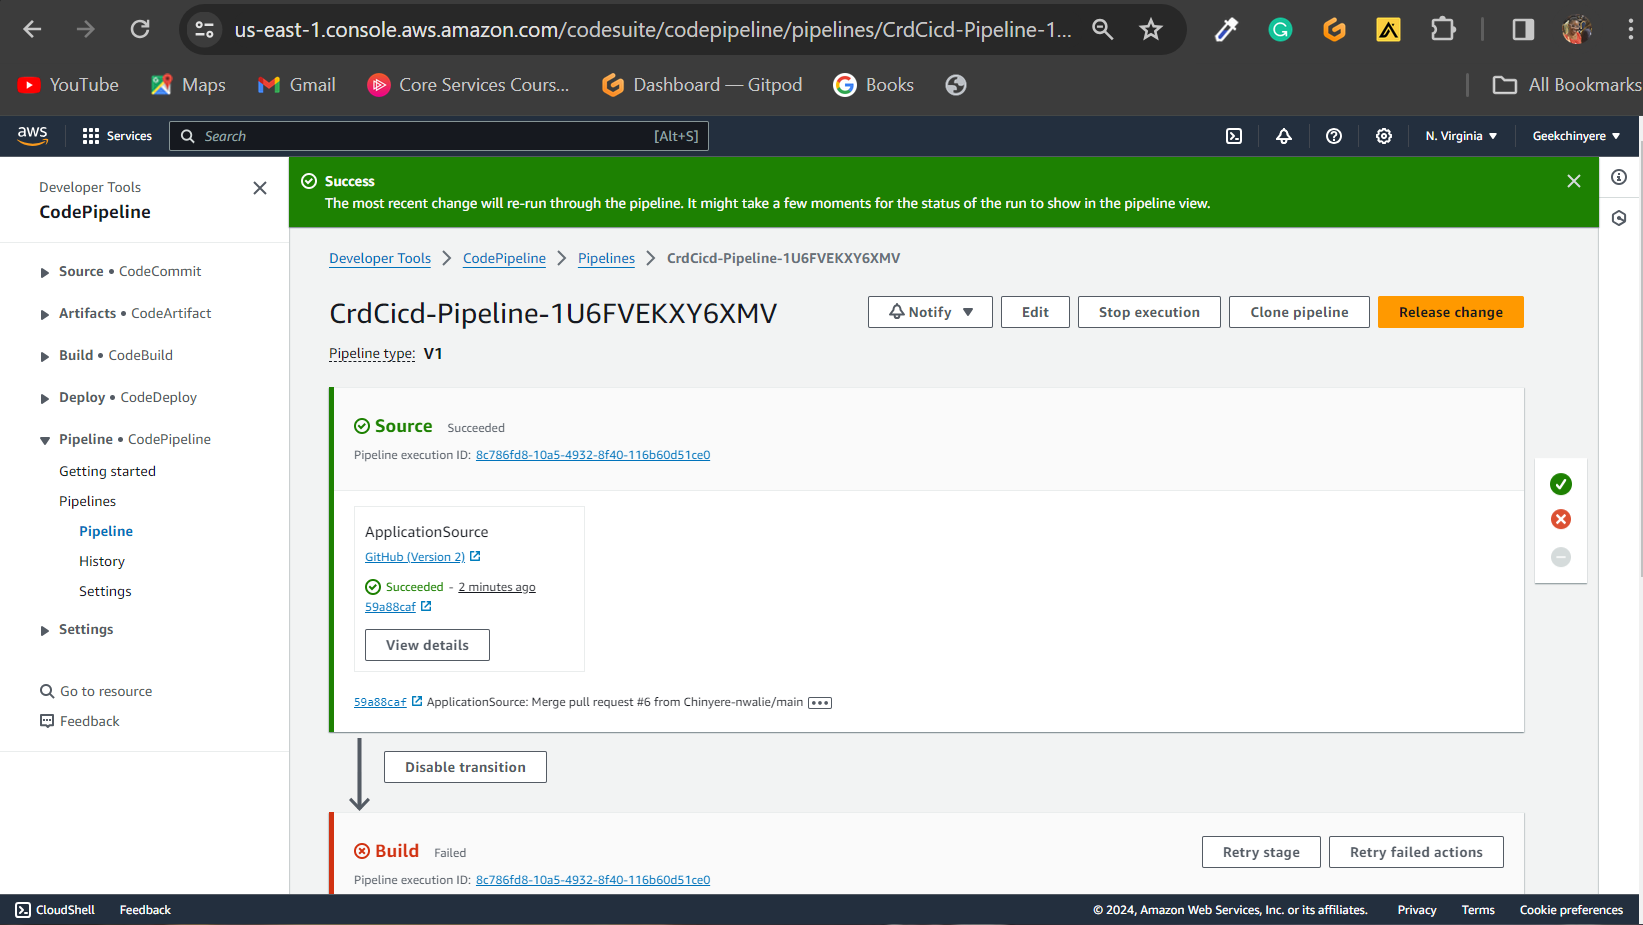 us-east-1.console.aws.amazon.com/codesuite/codepipeline/pipelines/CrdCicd-Pipeline-1...
YouTube
Maps
Gmail
Core Services Cours...
Dashboard — Gitpod
Books
All Bookmarks
aws
Services
Search
[Alt+S]
N. Virginia
Geekchinyere
Developer Tools
CodePipeline
Source • CodeCommit
Artifacts • CodeArtifact
Build • CodeBuild
Deploy • CodeDeploy
Pipeline • CodePipeline
Getting started
Pipelines
Pipeline
History
Settings
Settings
Go to resource
Feedback
Success
The most recent change will re-run through the pipeline. It might take a few moments for the status of the run to show in the pipeline view.
Developer Tools > CodePipeline > Pipelines > CrdCicd-Pipeline-1U6FVEKXY6XMV
CrdCicd-Pipeline-1U6FVEKXY6XMV
Notify
Edit
Stop execution
Clone pipeline
Release change
Pipeline type: V1
Source Succeeded
Pipeline execution ID: 8c786fd8-10a5-4932-8f40-116b60d51ce0
ApplicationSource
GitHub (Version 2)
Succeeded - 2 minutes ago
59a88caf
View details
59a88caf ApplicationSource: Merge pull request #6 from Chinyere-nwalie/main
Disable transition
Build Failed
Retry stage
Retry failed actions
Pipeline execution ID: 8c786fd8-10a5-4932-8f40-116b60d51ce0
CloudShell
Feedback
© 2024, Amazon Web Services, Inc. or its affiliates.
Privacy
Terms
Cookie preferences